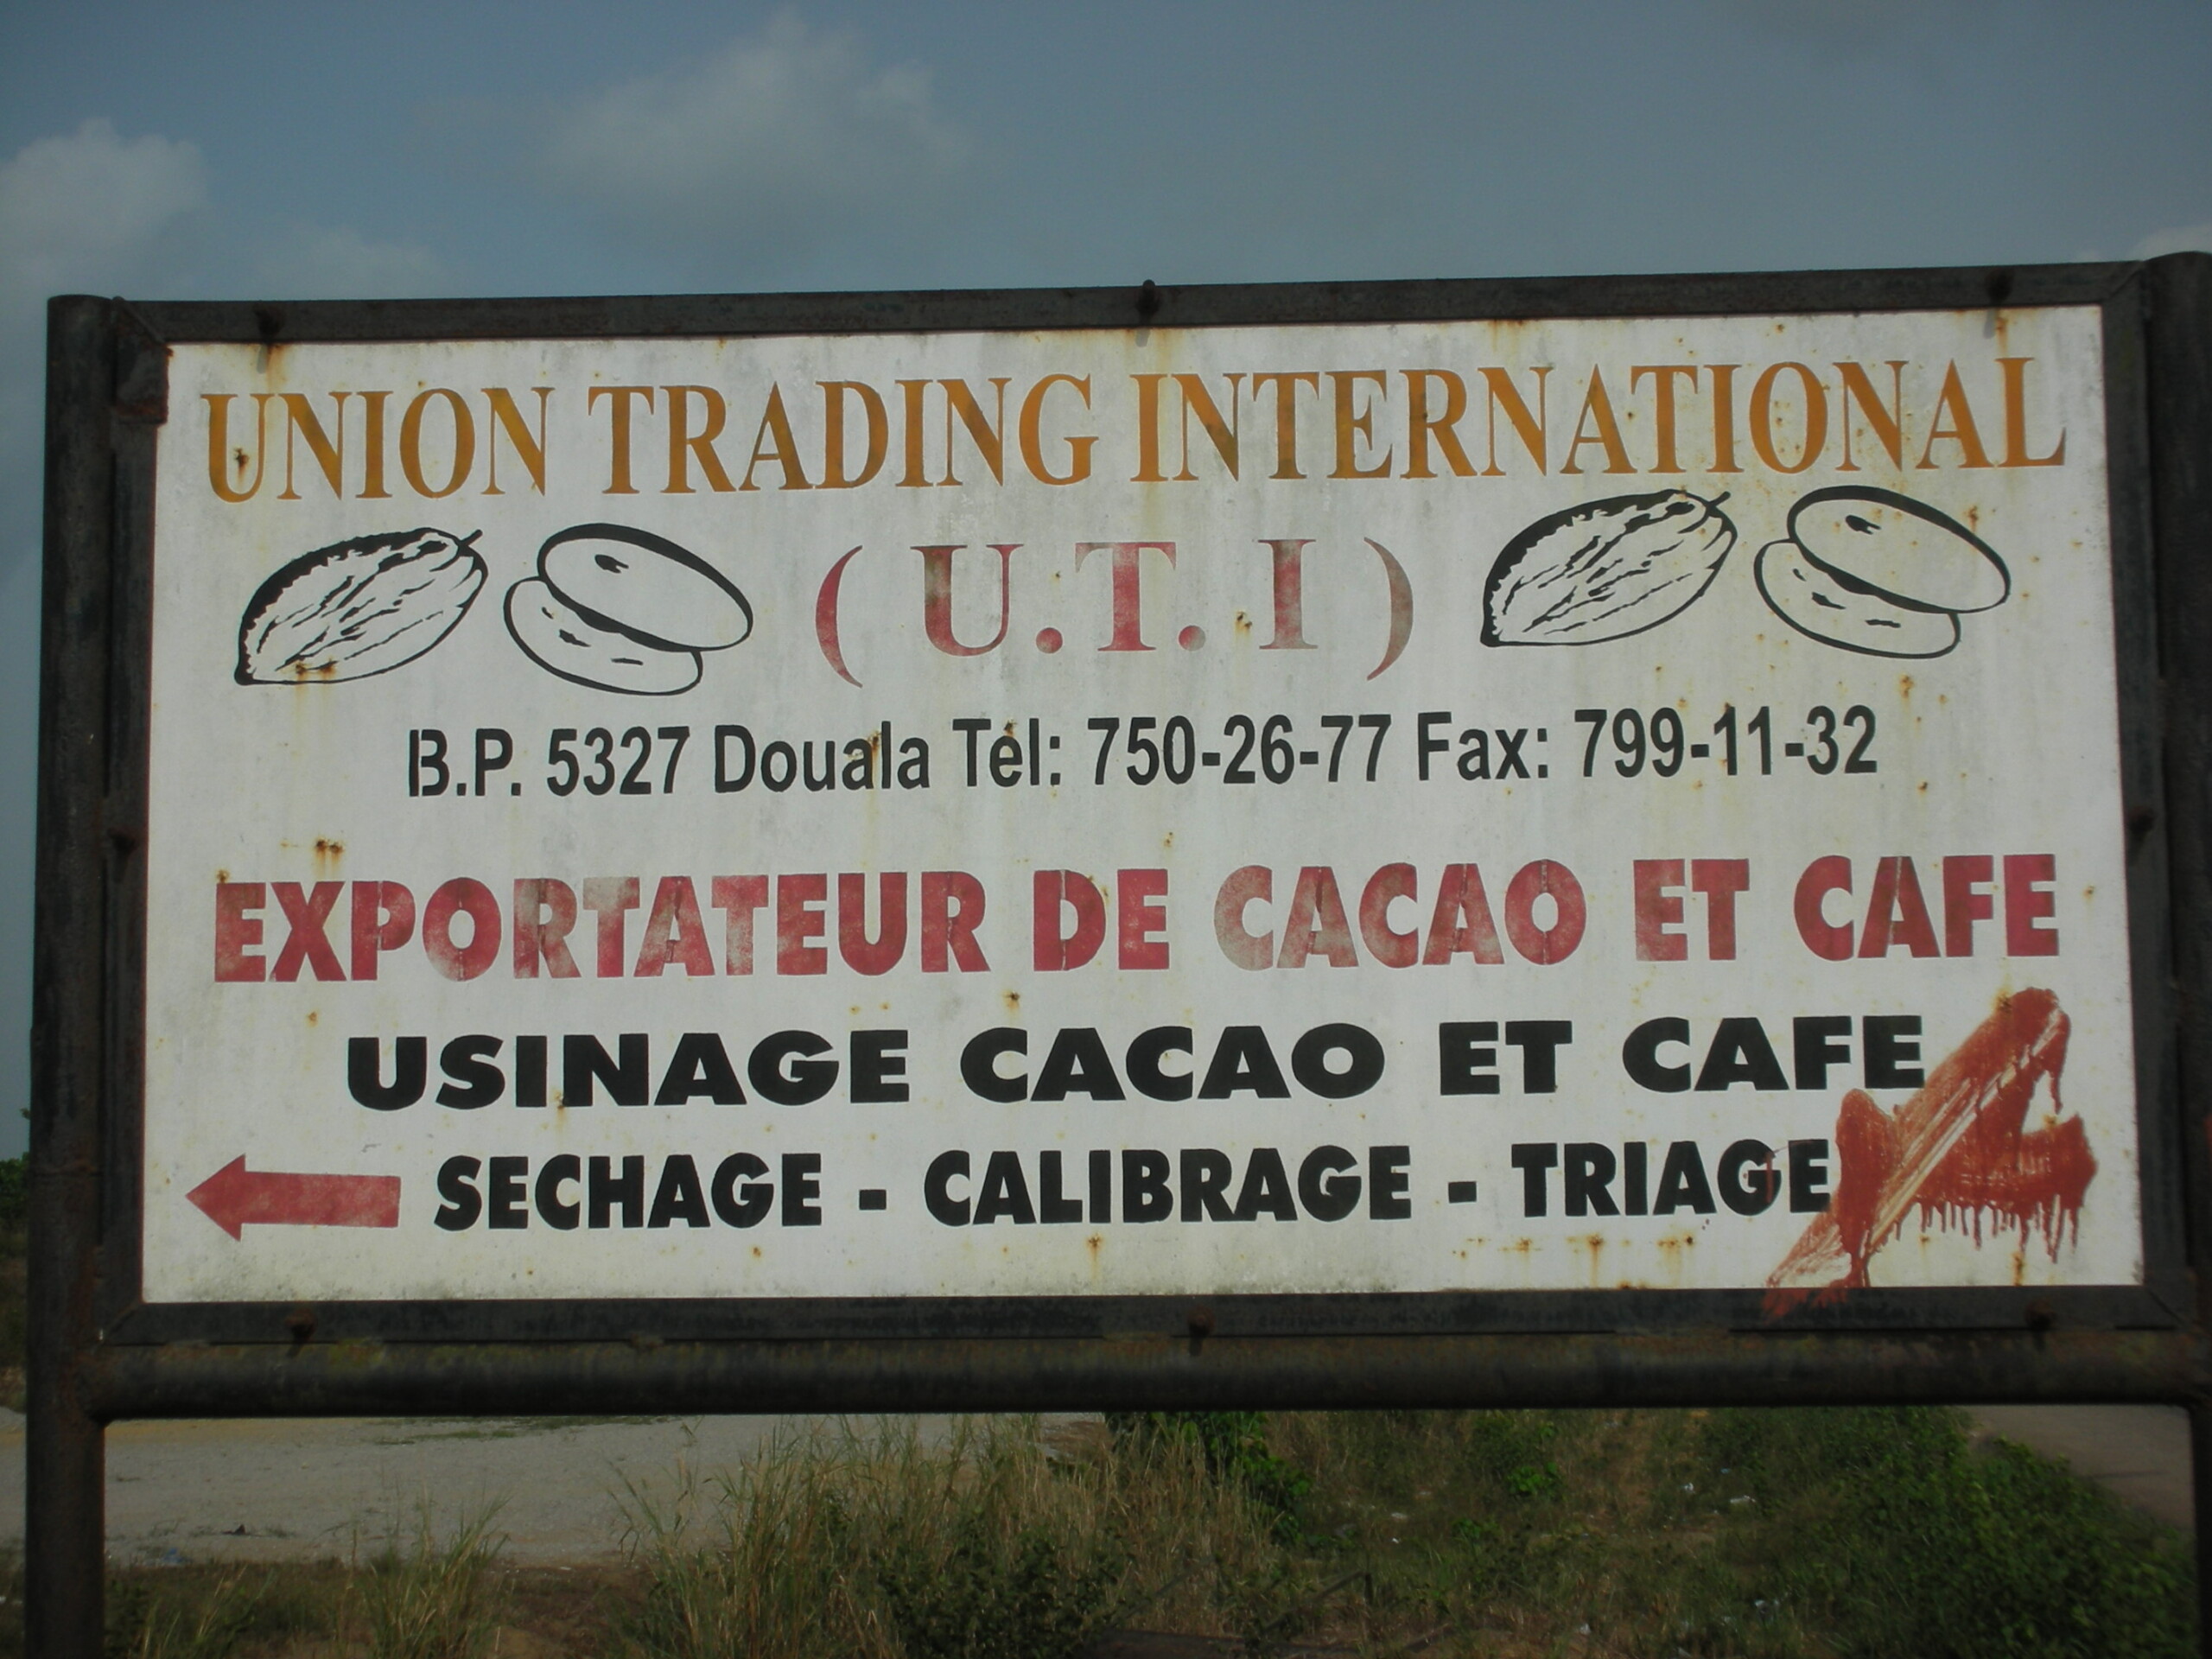 UNION TRADING INTERNATIONAL
( U.T. I )
B.P. 5327 Douala Tél: 750-26-77 Fax: 799-11-32
EXPORTATEUR DE CACAO ET CAFE
USINAGE CACAO ET CAFE
SECHAGE - CALIBRAGE - TRIAGE